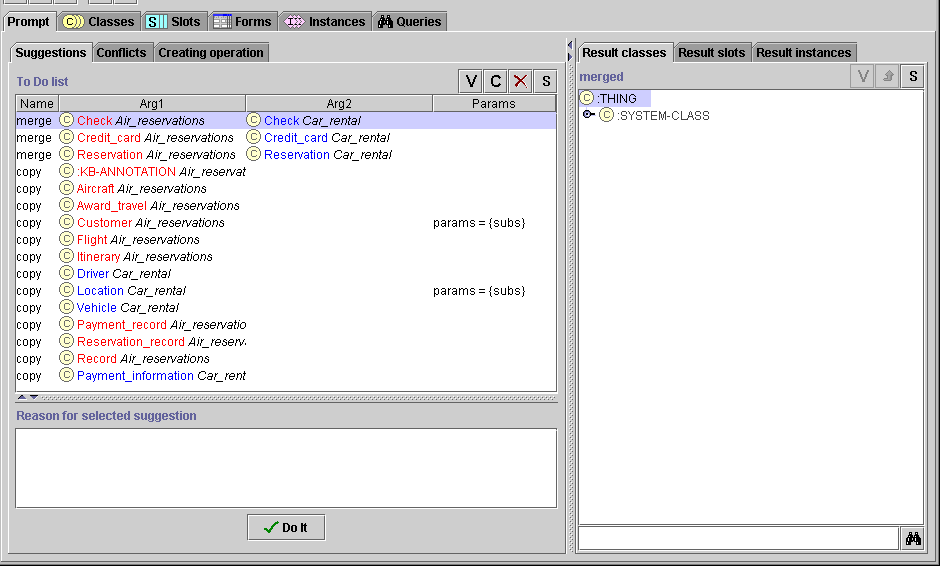 Prompt C Classes S Slots Forms Instances Queries
Suggestions Conflicts Creating operation
To Do list V C S
Name Arg1 Arg2 Params
merge C Check Air_reservations C Check Car_rental
merge C Credit_card Air_reservations C Credit_card Car_rental
merge C Reservation Air_reservations C Reservation Car_rental
copy C :KB-ANNOTATION Air_reservat
copy C Aircraft Air_reservations
copy C Award_travel Air_reservations
copy C Customer Air_reservations params = {subs}
copy C Flight Air_reservations
copy C Itinerary Air_reservations
copy C Driver Car_rental
copy C Location Car_rental params = {subs}
copy C Vehicle Car_rental
copy C Payment_record Air_reservatio
copy C Reservation_record Air_reserv
copy C Record Air_reservations
copy C Payment_information Car_rent
Reason for selected suggestion
Do It
Result classes Result slots Result instances
merged V S
C :THING
C :SYSTEM-CLASS